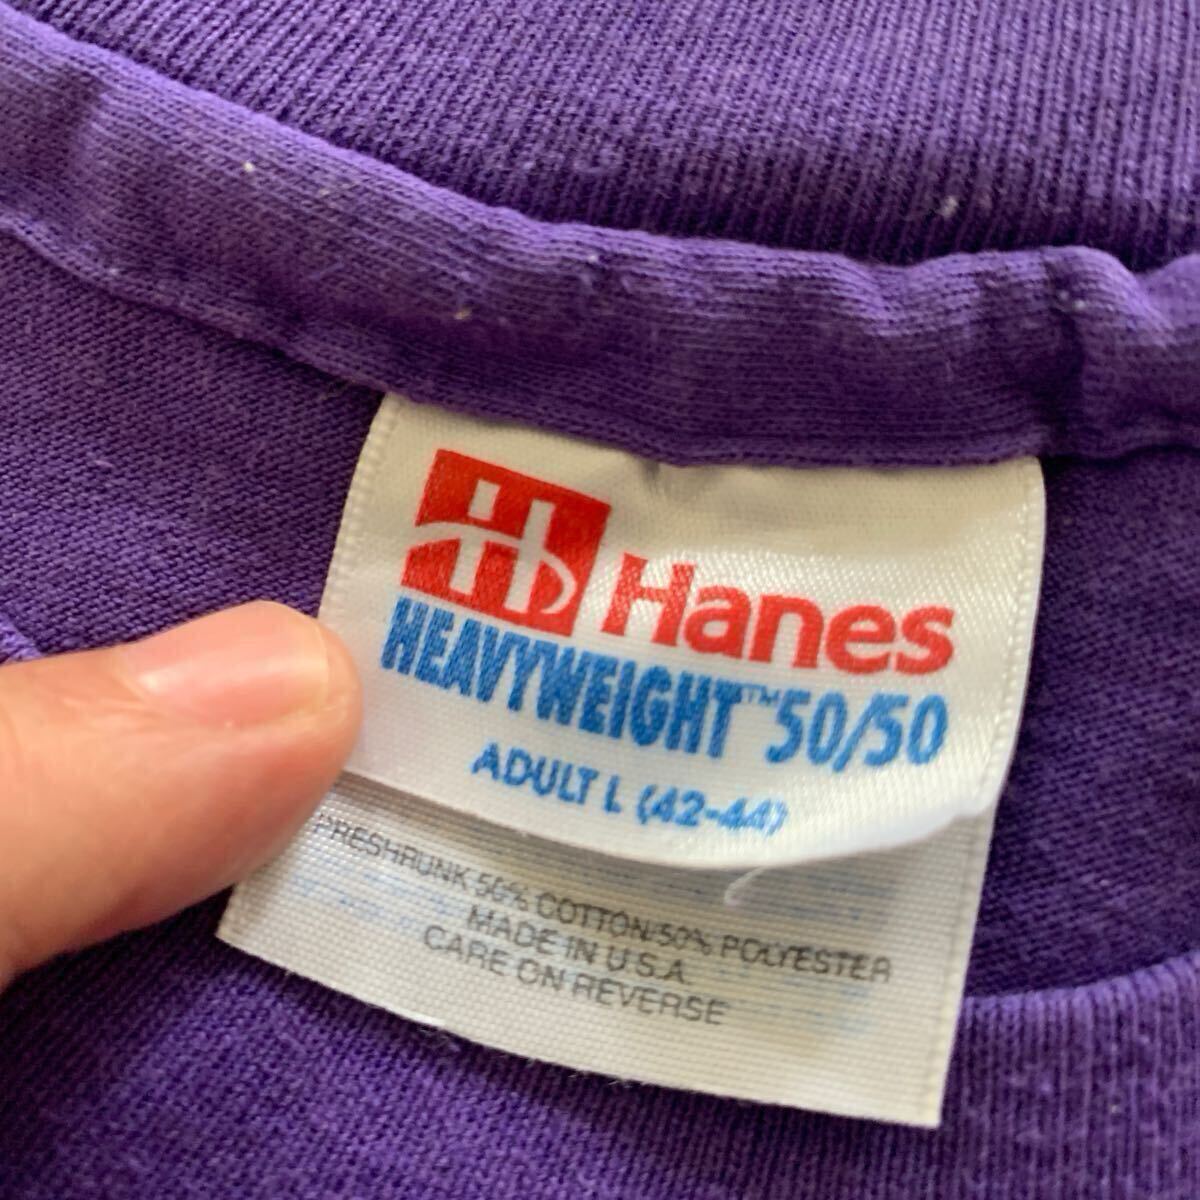 Hanes
HEAVYWEIGHT™ 50/50
ADULT L (42-44)
PRESHRUNK 50% COTTON/50% POLYESTER
MADE IN U.S.A.
CARE ON REVERSE